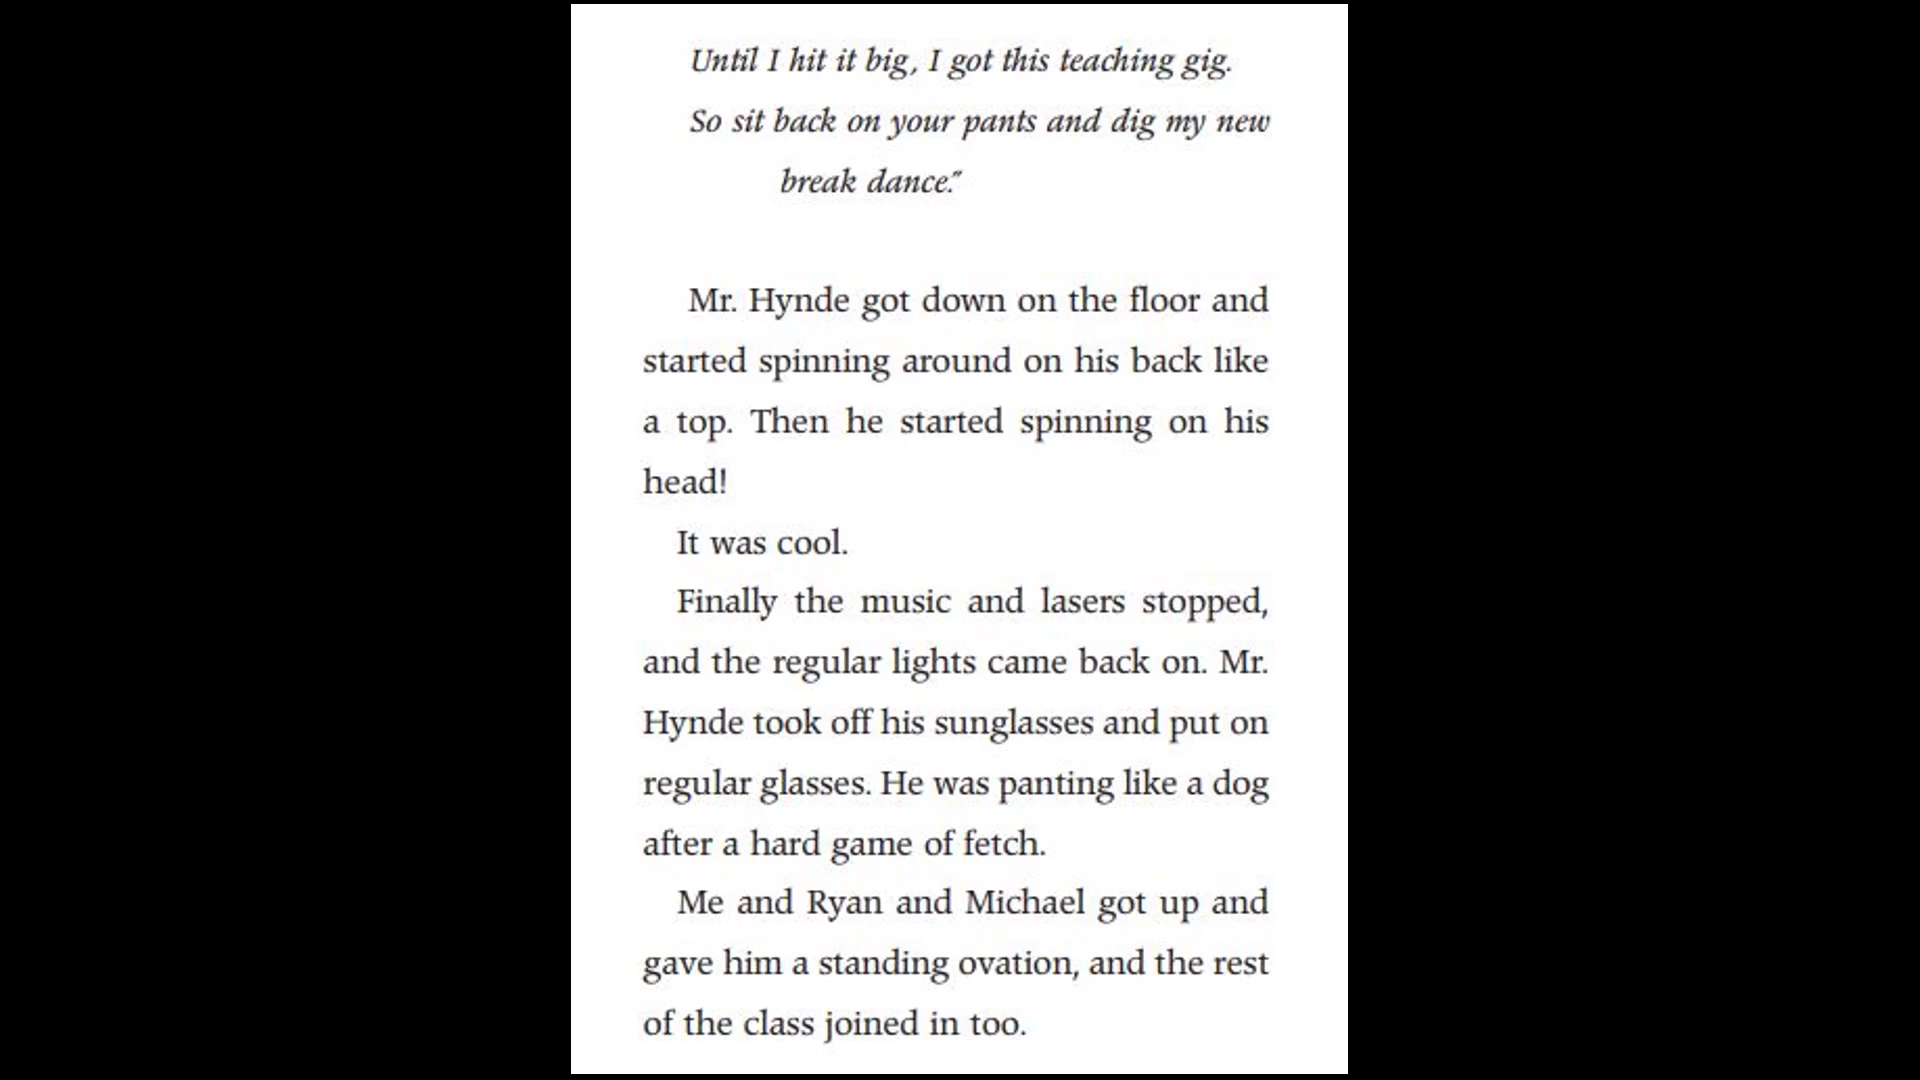 Until I hit it big, I got this teaching gig.
So sit back on your pants and dig my new
break dance."
Mr. Hynde got down on the floor and
started spinning around on his back like
a top. Then he started spinning on his
head!
It was cool.
Finally the music and lasers stopped,
and the regular lights came back on. Mr.
Hynde took off his sunglasses and put on
regular glasses. He was panting like a dog
after a hard game of fetch.
Me and Ryan and Michael got up and
gave him a standing ovation, and the rest
of the class joined in too.